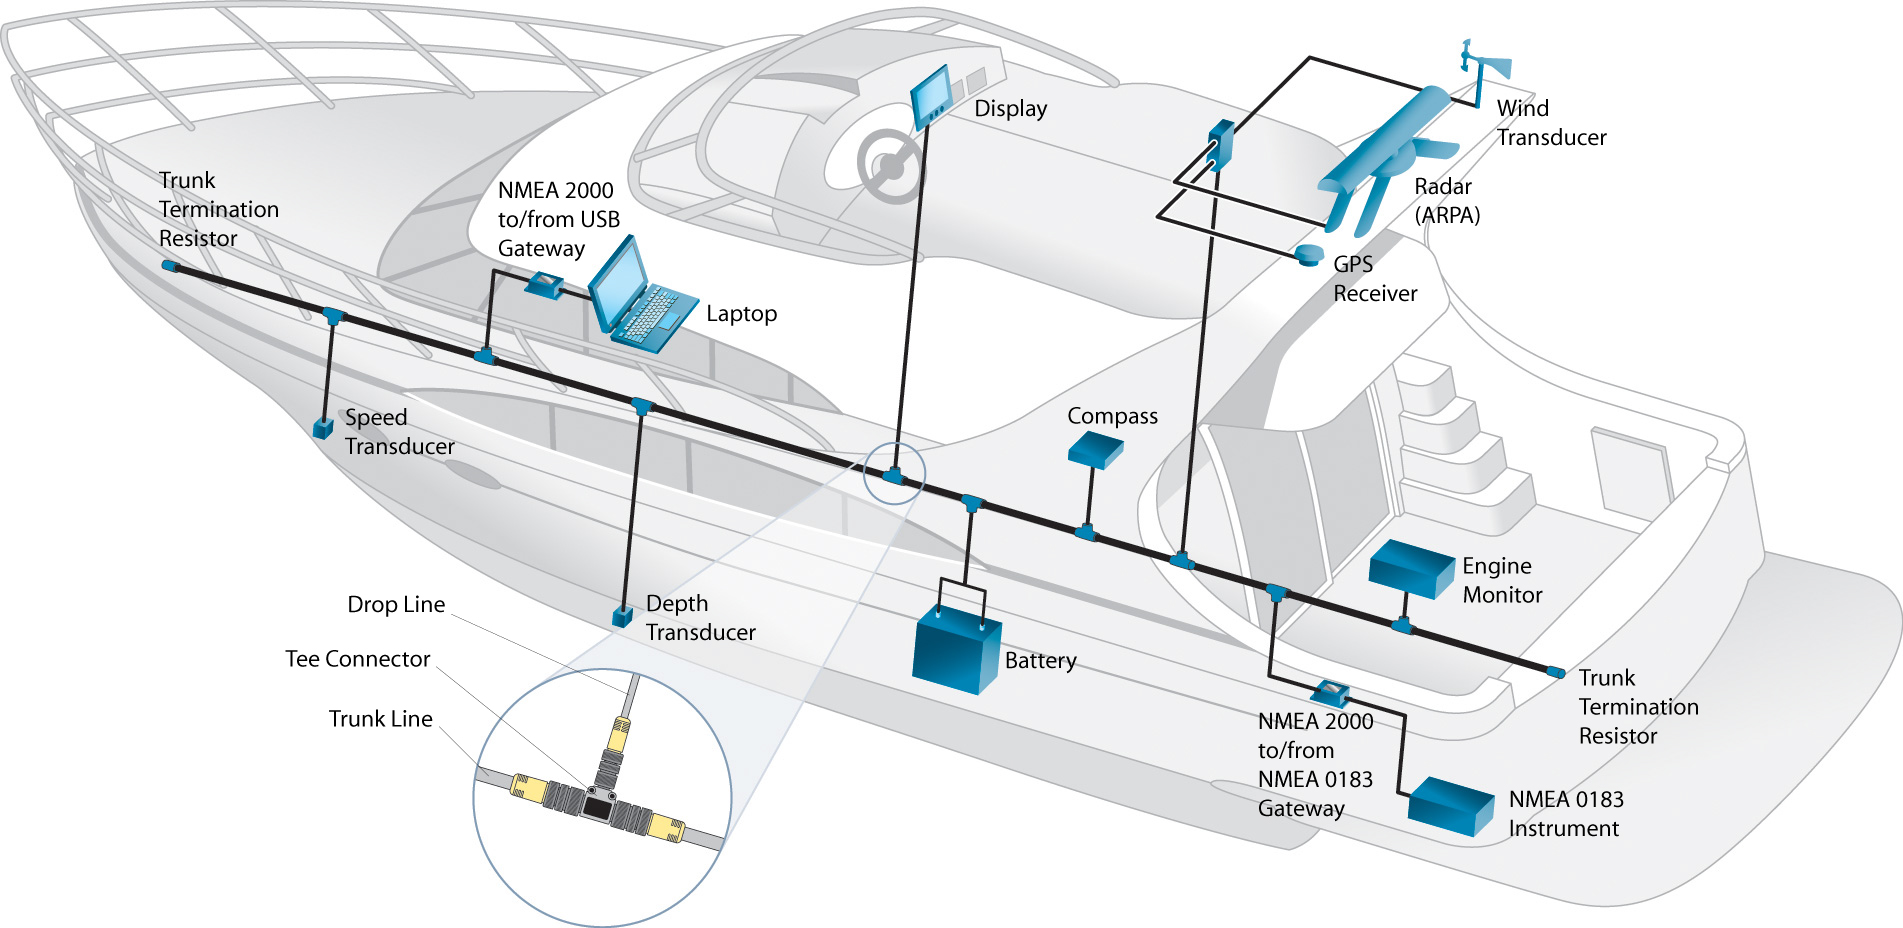 Display
Wind
Transducer
Trunk
Termination
Resistor
NMEA 2000
to/from USB
Gateway
Radar
(ARPA)
GPS
Receiver
Laptop
Speed
Transducer
Compass
Engine
Monitor
Drop Line
Depth
Transducer
Tee Connector
Battery
Trunk Line
Trunk
Termination
Resistor
NMEA 2000
to/from
NMEA 0183
Gateway
NMEA 0183
Instrument